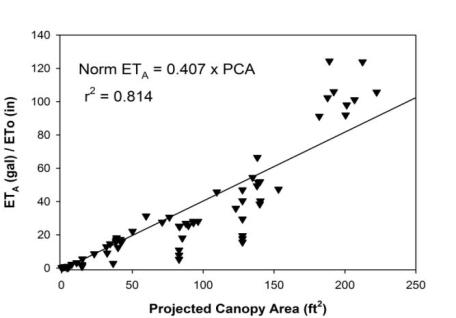 140
120
100
80
60
40
20
0
ET_A (gal) / ETo (in)
Norm ET_A = 0.407 x PCA
r² = 0.814
0 50 100 150 200 250
Projected Canopy Area (ft²)